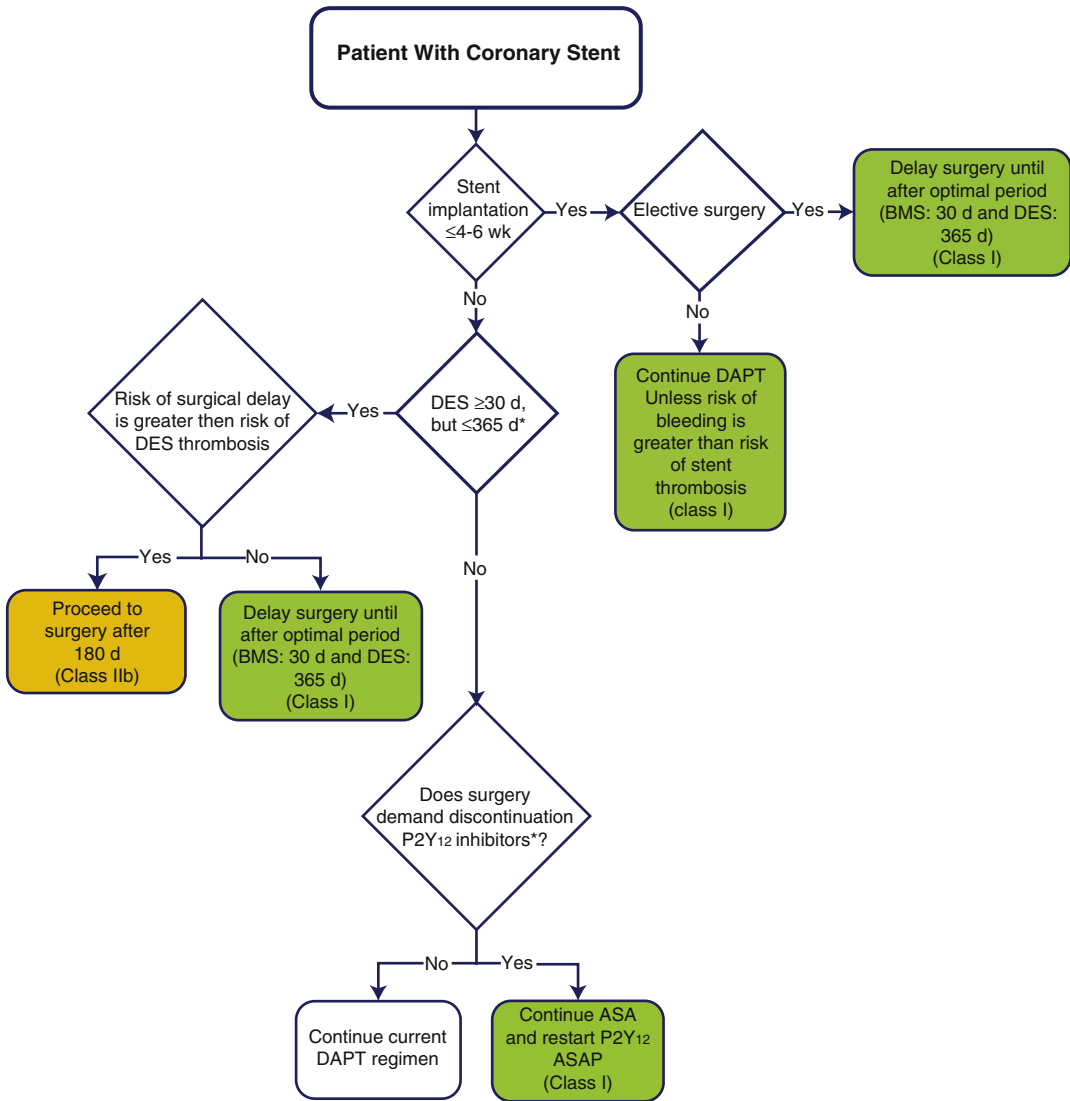 Patient With Coronary Stent
Stent
implantation
≤4-6 wk
Yes
Elective surgery
Yes
Delay surgery until
after optimal period
(BMS: 30 d and DES:
365 d)
(Class I)
No
No
Continue DAPT
Unless risk of
bleeding is
greater than risk
of stent
thrombosis
(class I)
DES ≥30 d,
but ≤365 d*
Yes
Risk of surgical delay
is greater then risk of
DES thrombosis
Yes
No
Proceed to
surgery after
180 d
(Class IIb)
Delay surgery until
after optimal period
(BMS: 30 d and DES:
365 d)
(Class I)
No
Does surgery
demand discontinuation
P2Y12 inhibitors*?
No
Yes
Continue current
DAPT regimen
Continue ASA
and restart P2Y12
ASAP
(Class I)